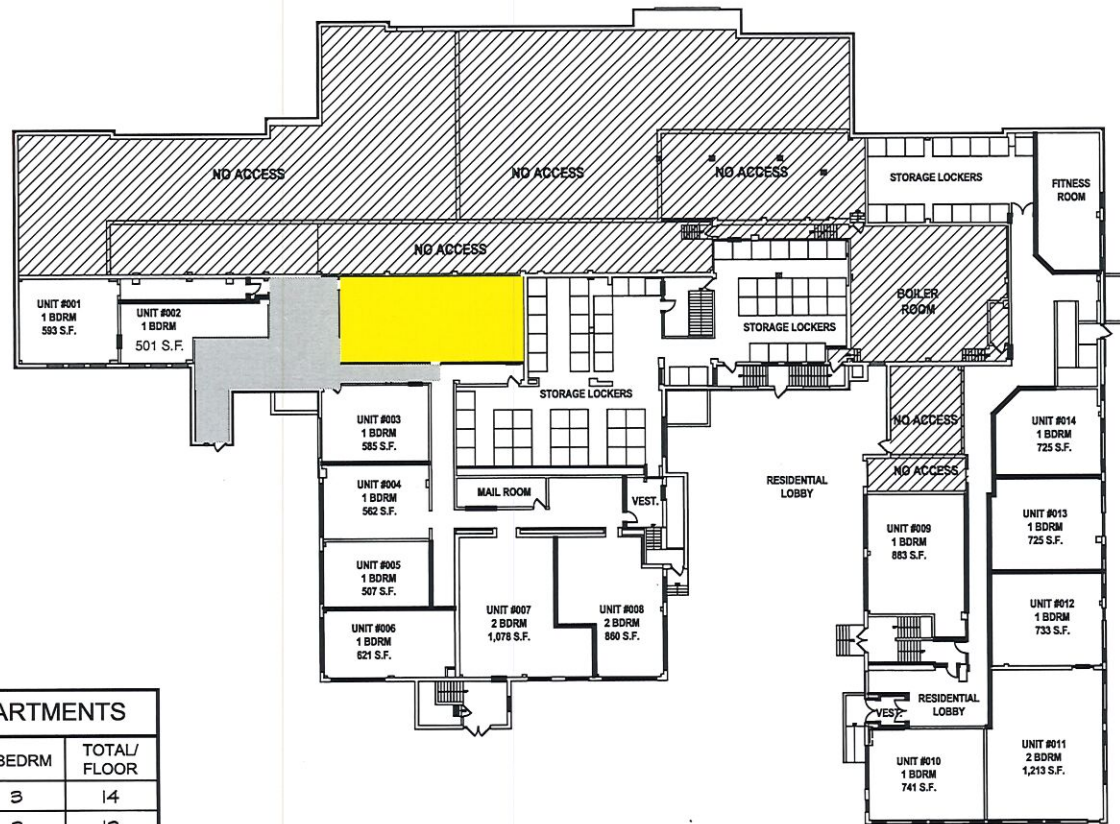 NO ACCESS
NO ACCESS
NO ACCESS
STORAGE LOCKERS
FITNESS
ROOM
NO ACCESS
UNIT #001
1 BDRM
593 S.F.
UNIT #002
1 BDRM
501 S.F.
BOILER
ROOM
STORAGE LOCKERS
STORAGE LOCKERS
UNIT #003
1 BDRM
585 S.F.
NO ACCESS
UNIT #014
1 BDRM
725 S.F.
UNIT #004
1 BDRM
562 S.F.
MAIL ROOM
VEST.
RESIDENTIAL
LOBBY
NO ACCESS
UNIT #009
1 BDRM
883 S.F.
UNIT #013
1 BDRM
725 S.F.
UNIT #005
1 BDRM
507 S.F.
UNIT #006
1 BDRM
621 S.F.
UNIT #007
2 BDRM
1,078 S.F.
UNIT #008
2 BDRM
860 S.F.
UNIT #012
1 BDRM
733 S.F.
VEST.
RESIDENTIAL
LOBBY
UNIT #010
1 BDRM
741 S.F.
UNIT #011
2 BDRM
1,213 S.F.
ARTMENTS
BEDRM
TOTAL/
FLOOR
3
14